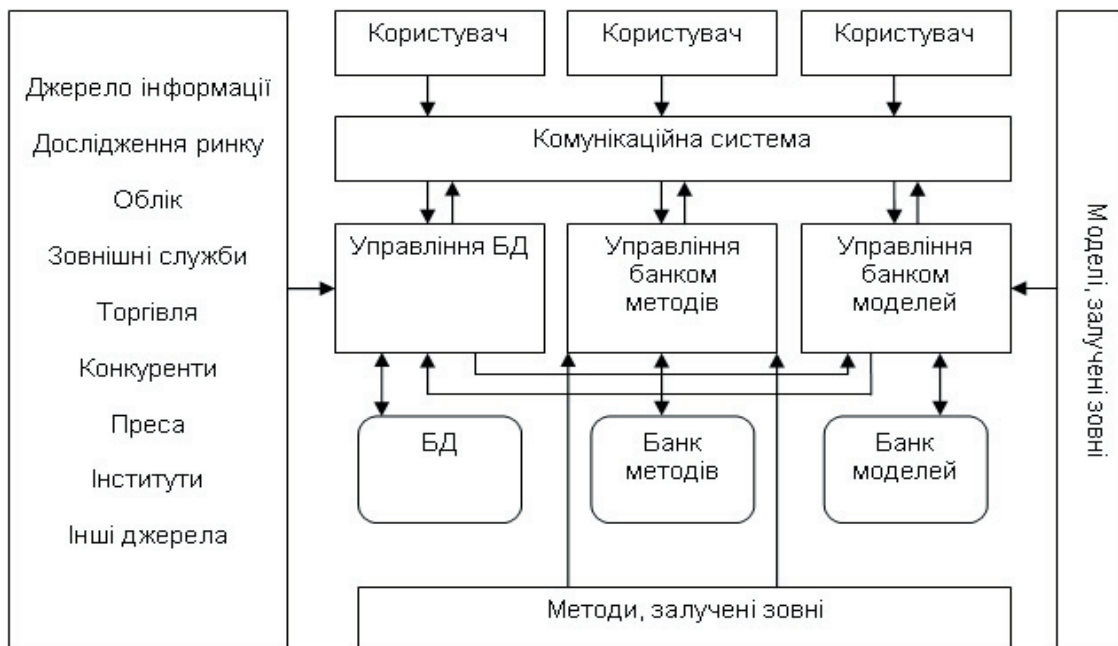 Джерело інформації
Дослідження ринку
Облік
Зовнішні служби
Торгівля
Конкуренти
Преса
Інститути
Інші джерела
Користувач
Користувач
Користувач
Комунікаційна система
Управління БД
Управління
банком
методів
Управління
банком
моделей
БД
Банк
методів
Банк
моделей
Методи, залучені зовні
Моделі, залучені зовні